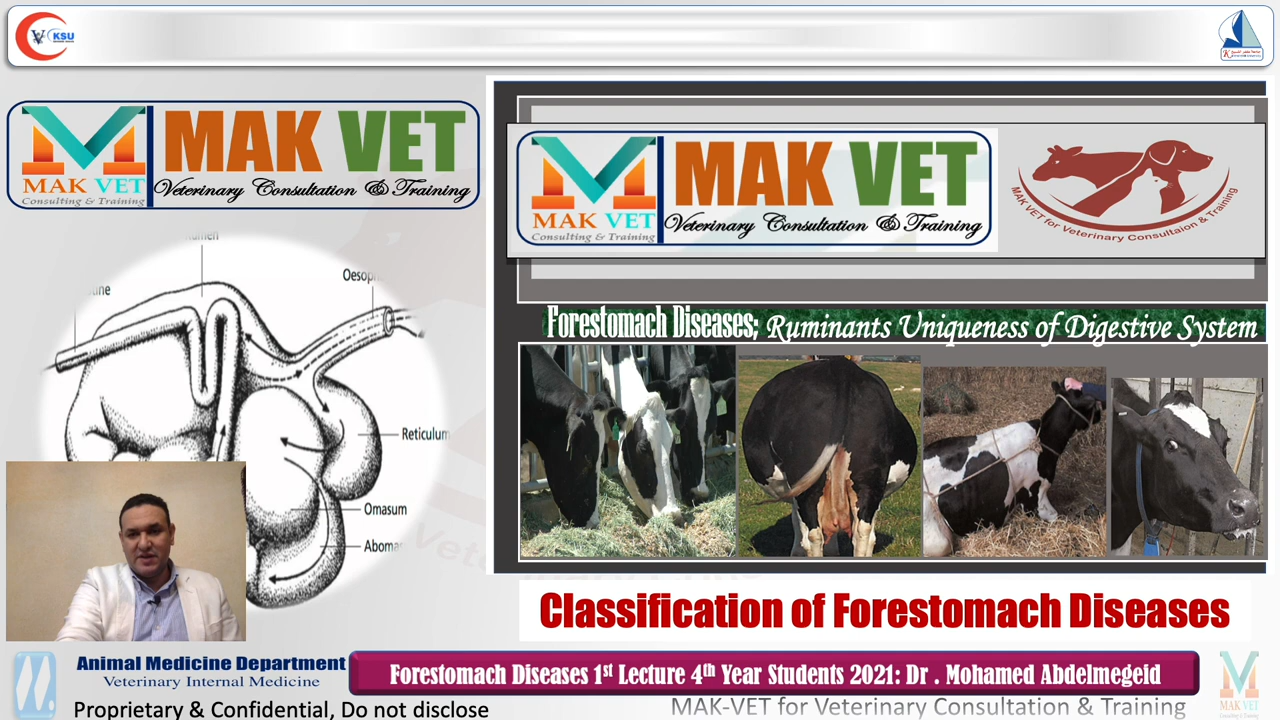 KSU
MAK VET
Veterinary Consultation & Training
MAK VET
Consulting & Training
MAK VET
Veterinary Consultation & Training
MAK VET
Consulting & Training
MAK VET for Veterinary Consultaion & Training
Forestomach Diseases; Ruminants Uniqueness of Digestive System
Oesop
Reticulum
Omasum
Aboma
Classification of Forestomach Diseases
Animal Medicine Department
Veterinary Internal Medicine
Forestomach Diseases 1st Lecture 4th Year Students 2021: Dr . Mohamed Abdelmegeid
Proprietary & Confidential, Do not disclose
MAK-VET for Veterinary Consultation & Training
MAK VET